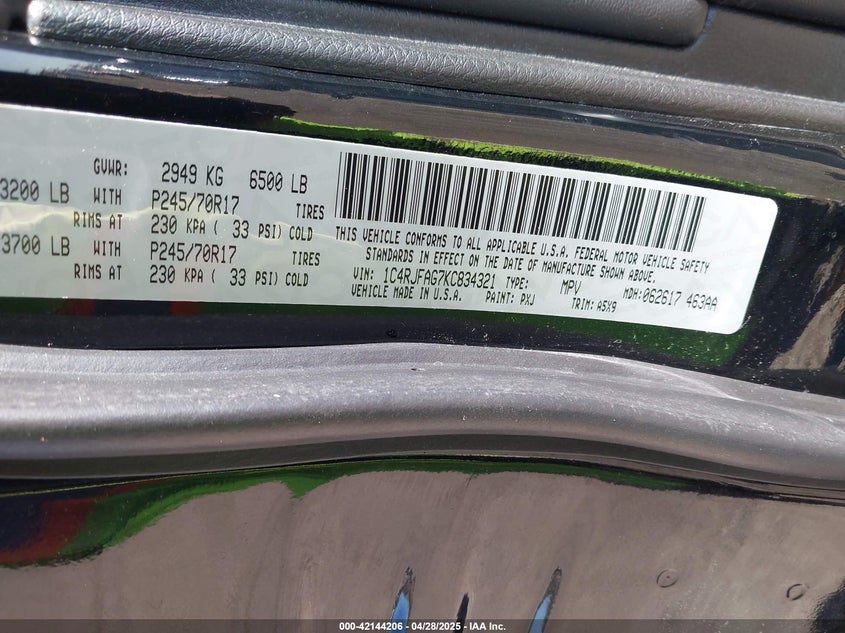 GVWR: 2949 KG 6500 LB
3200 LB WITH P245/70R17 TIRES
RIMS AT 230 KPA ( 33 PSI) COLD
3700 LB WITH P245/70R17 TIRES
RIMS AT 230 KPA ( 33 PSI) COLD
THIS VEHICLE CONFORMS TO ALL APPLICABLE U.S.A. FEDERAL MOTOR VEHICLE SAFETY
STANDARDS IN EFFECT ON THE DATE OF MANUFACTURE SHOWN ABOVE.
VIN: 1C4RJFAG7KC834321 TYPE: MPV MDH: 062617 463AA
VEHICLE MADE IN U.S.A. PAINT: PXJ TRIM: A5X9
000-42144206 - 04/28/2025 - IAA Inc.